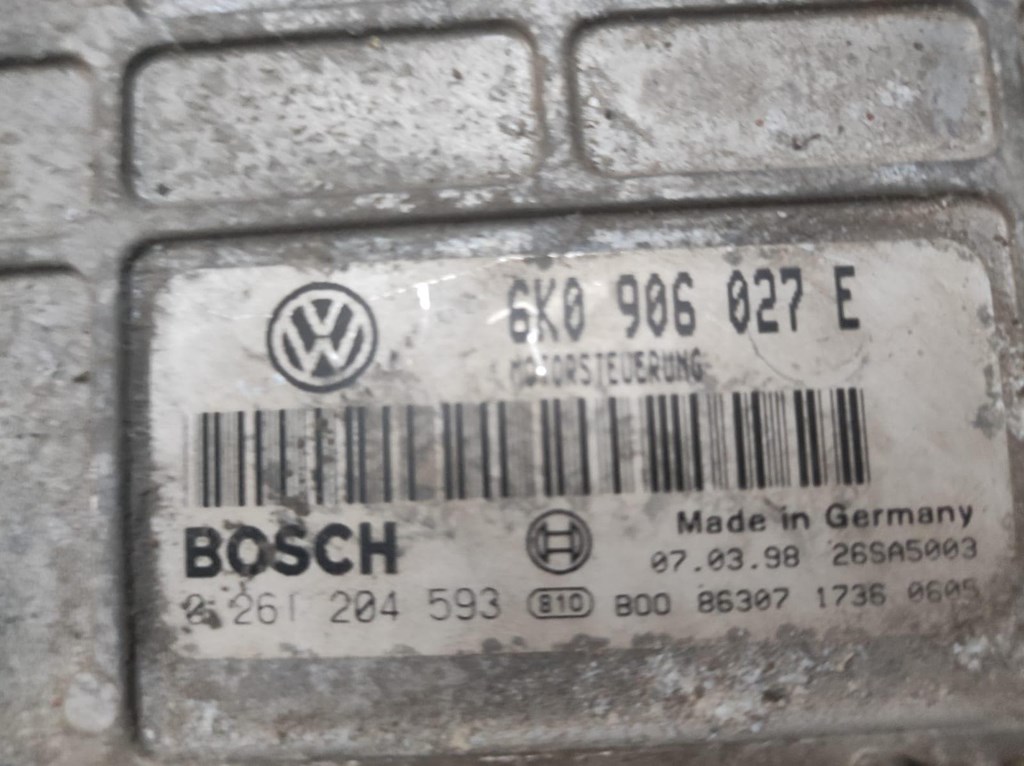 6K0 906 027 E
MOTORSTEUERUNG
BOSCH
Made in Germany
07.03.98 26SA5003
0 261 204 593 810 B00 86307 1736 0605